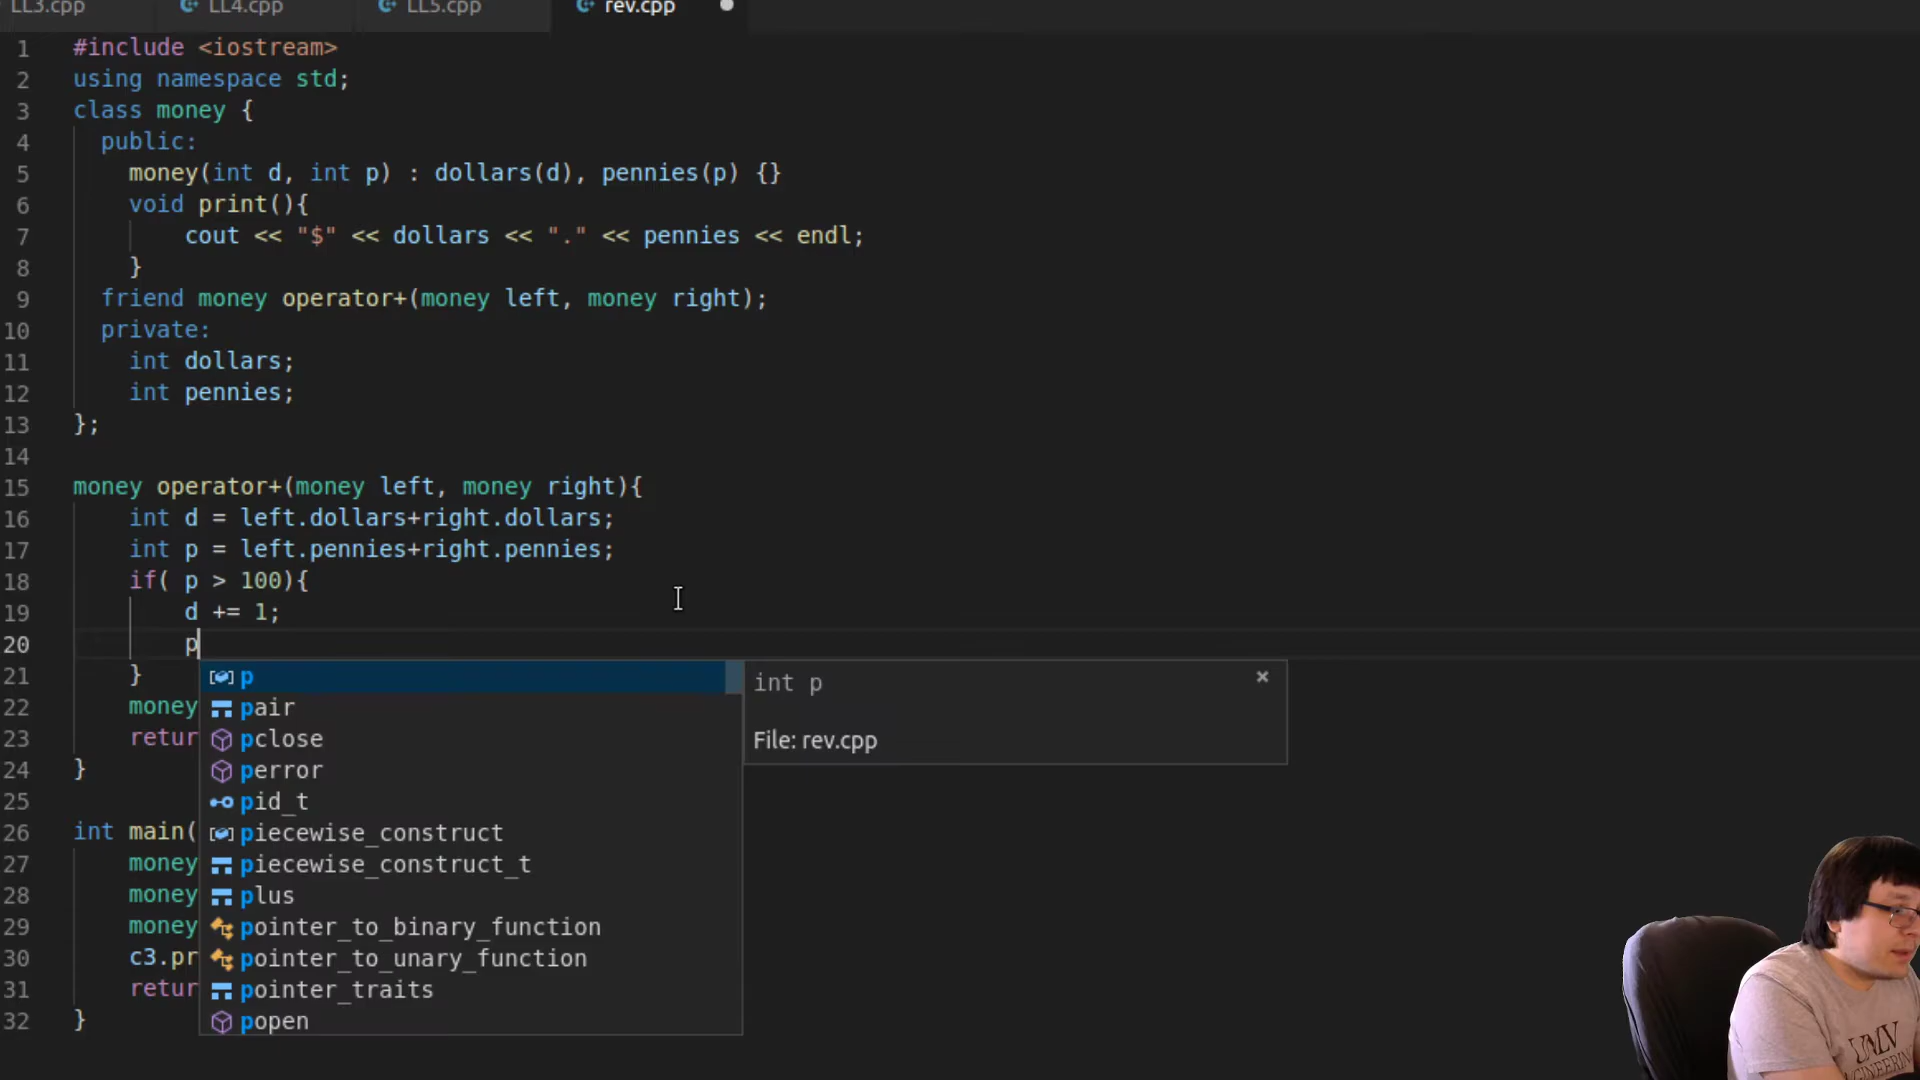 LL3.cpp LL4.cpp LL5.cpp rev.cpp
1 #include <iostream>
2 using namespace std;
3 class money {
4 public:
5 money(int d, int p) : dollars(d), pennies(p) {}
6 void print(){
7 cout << "$" << dollars << "." << pennies << endl;
8 }
9 friend money operator+(money left, money right);
10 private:
11 int dollars;
12 int pennies;
13 };
14
15 money operator+(money left, money right){
16 int d = left.dollars+right.dollars;
17 int p = left.pennies+right.pennies;
18 if( p > 100){
19 d += 1;
20 p
21 }
22 money
23 retur
24 }
25
26 int main(
27 money
28 money
29 money
30 c3.pr
31 retur
32 }
p
pair
pclose
perror
pid_t
piecewise_construct
piecewise_construct_t
plus
pointer_to_binary_function
pointer_to_unary_function
pointer_traits
popen
int p ×
File: rev.cpp
UNLV